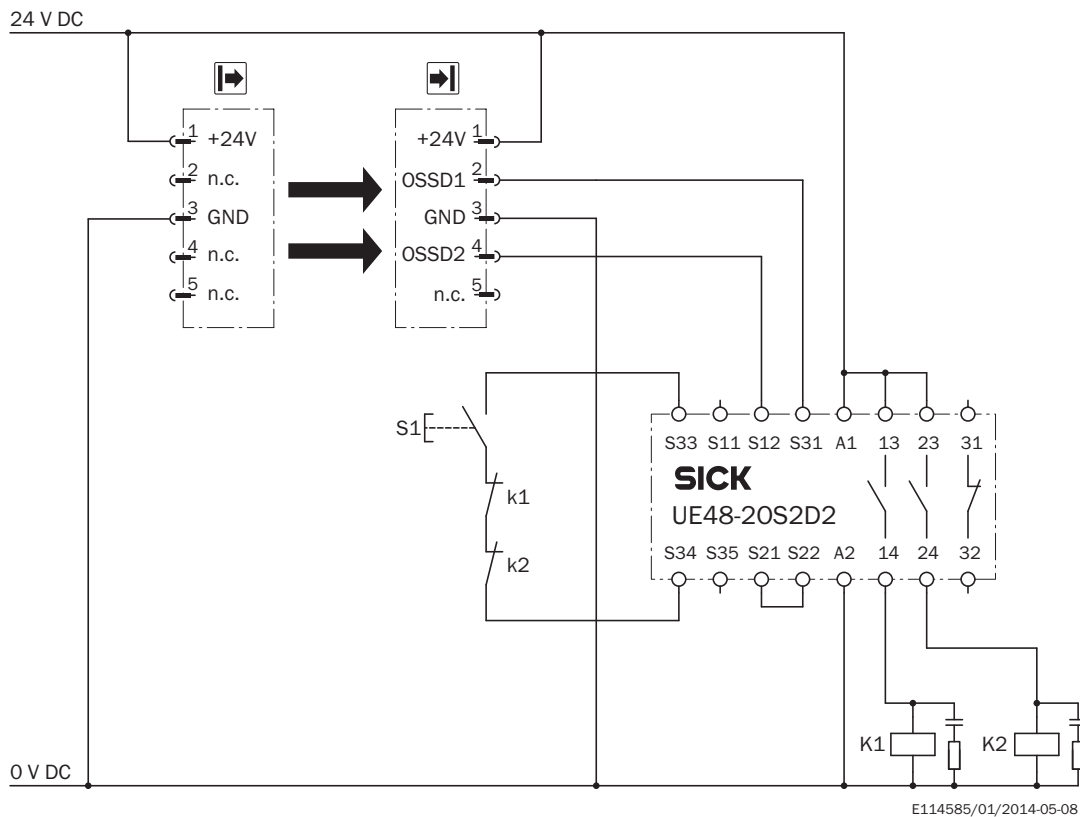 24 V DC
1 +24V
2 n.c.
3 GND
4 n.c.
5 n.c.
+24V 1
OSSD1 2
GND 3
OSSD2 4
n.c. 5
S1
k1
k2
S33 S11 S12 S31 A1 13 23 31
SICK
UE48-2OS2D2
S34 S35 S21 S22 A2 14 24 32
K1
K2
0 V DC
E114585/01/2014-05-08